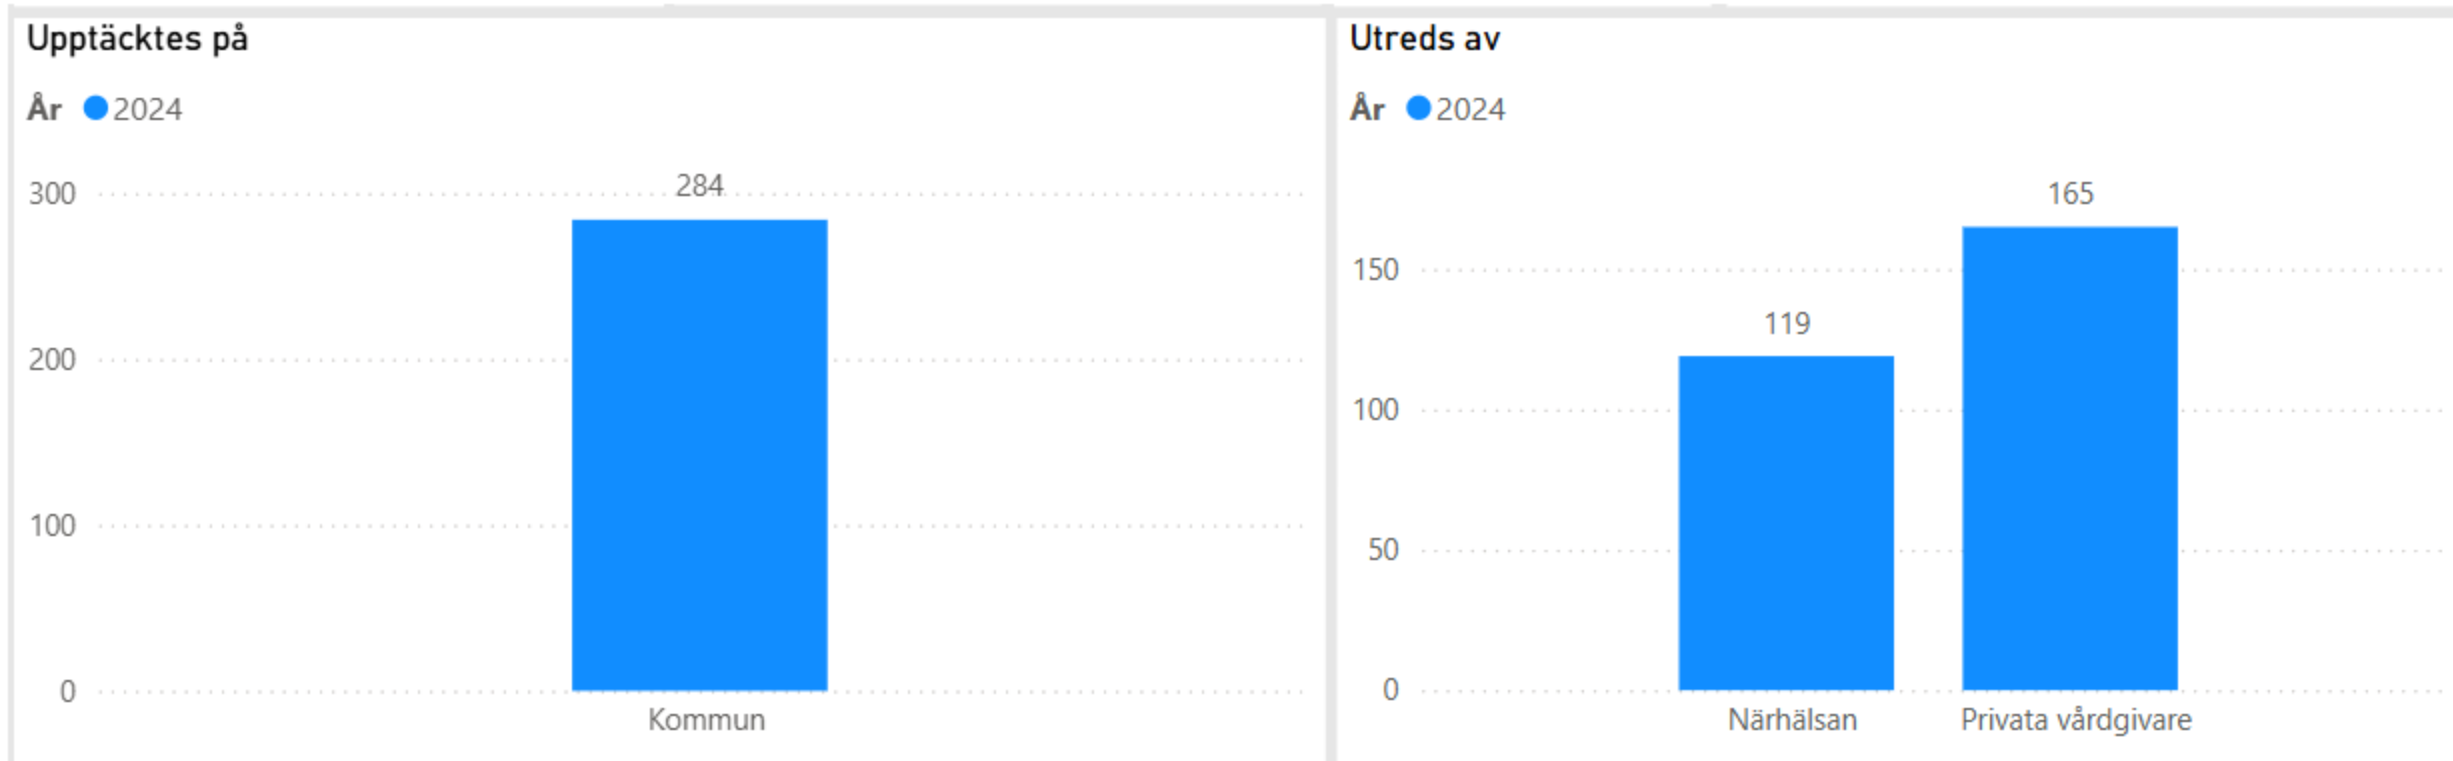 Upptäcktes på
År 2024
300
284
200
100
0
Kommun
Utreds av
År 2024
165
150
119
100
50
0
Närhälsan Privata vårdgivare